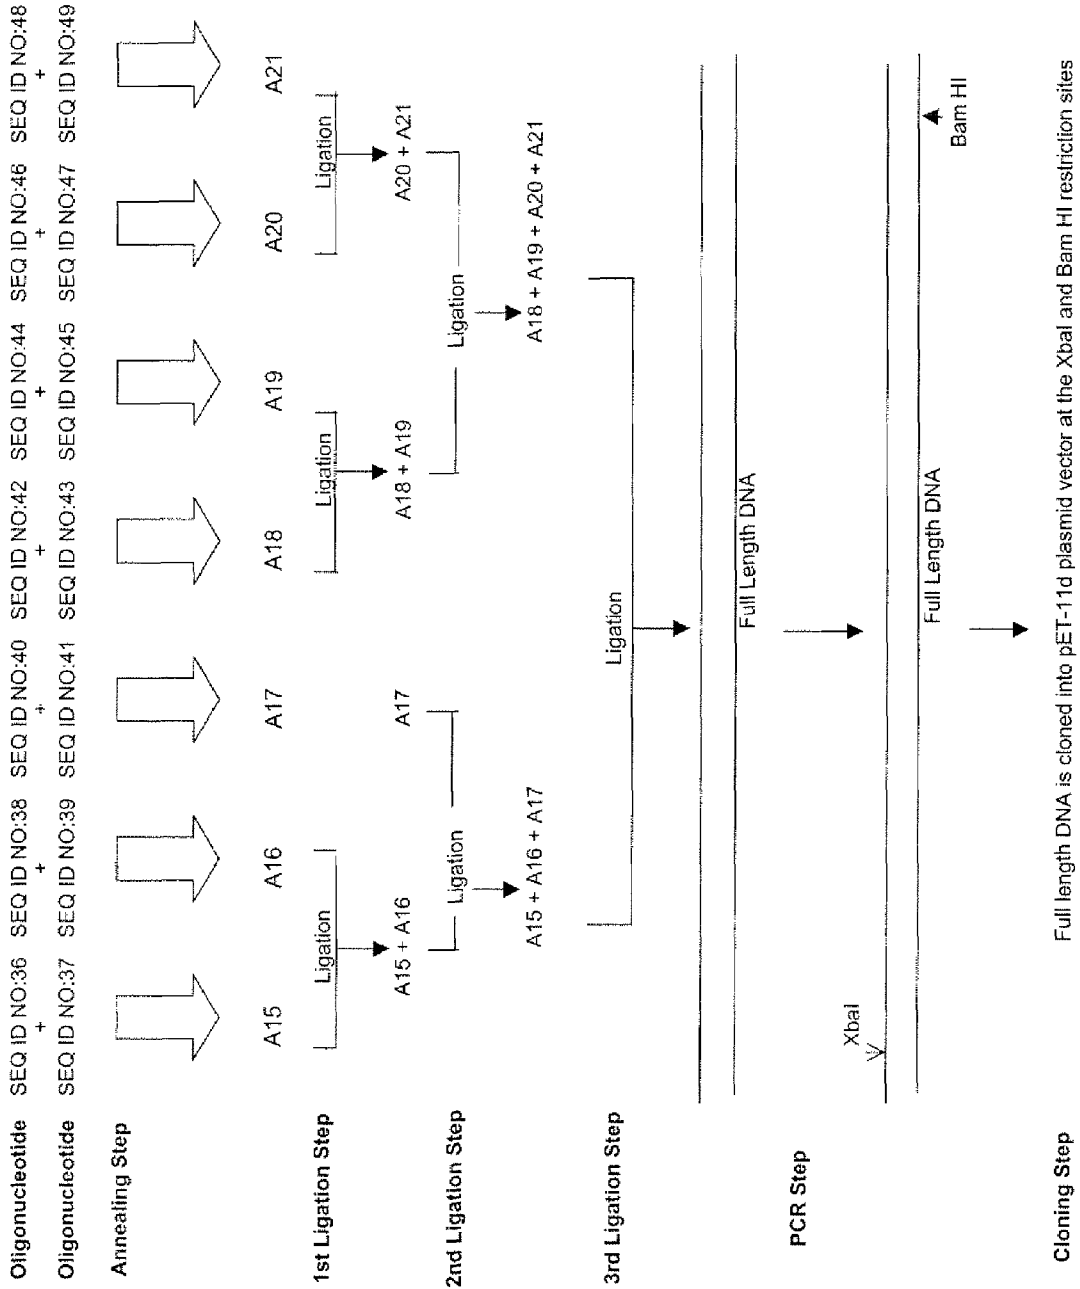 Oligonucleotide SEQ ID NO:36 SEQ ID NO:38 SEQ ID NO:40 SEQ ID NO:42 SEQ ID NO:44 SEQ ID NO:46 SEQ ID NO:48
+ + + + + + +
Oligonucleotide SEQ ID NO:37 SEQ ID NO:39 SEQ ID NO:41 SEQ ID NO:43 SEQ ID NO:45 SEQ ID NO:47 SEQ ID NO:49
Annealing Step
A15 A16 A17 A18 A19 A20 A21
1st Ligation Step Ligation Ligation Ligation
A15 + A16 A17 A18 + A19 A20 + A21
2nd Ligation Step Ligation Ligation
A15 + A16 + A17 A18 + A19 + A20 + A21
3rd Ligation Step Ligation
Full Length DNA
PCR Step
XbaI
Full Length DNA
Bam HI
Cloning Step Full length DNA is cloned into pET-11d plasmid vector at the XbaI and Bam HI restriction sites